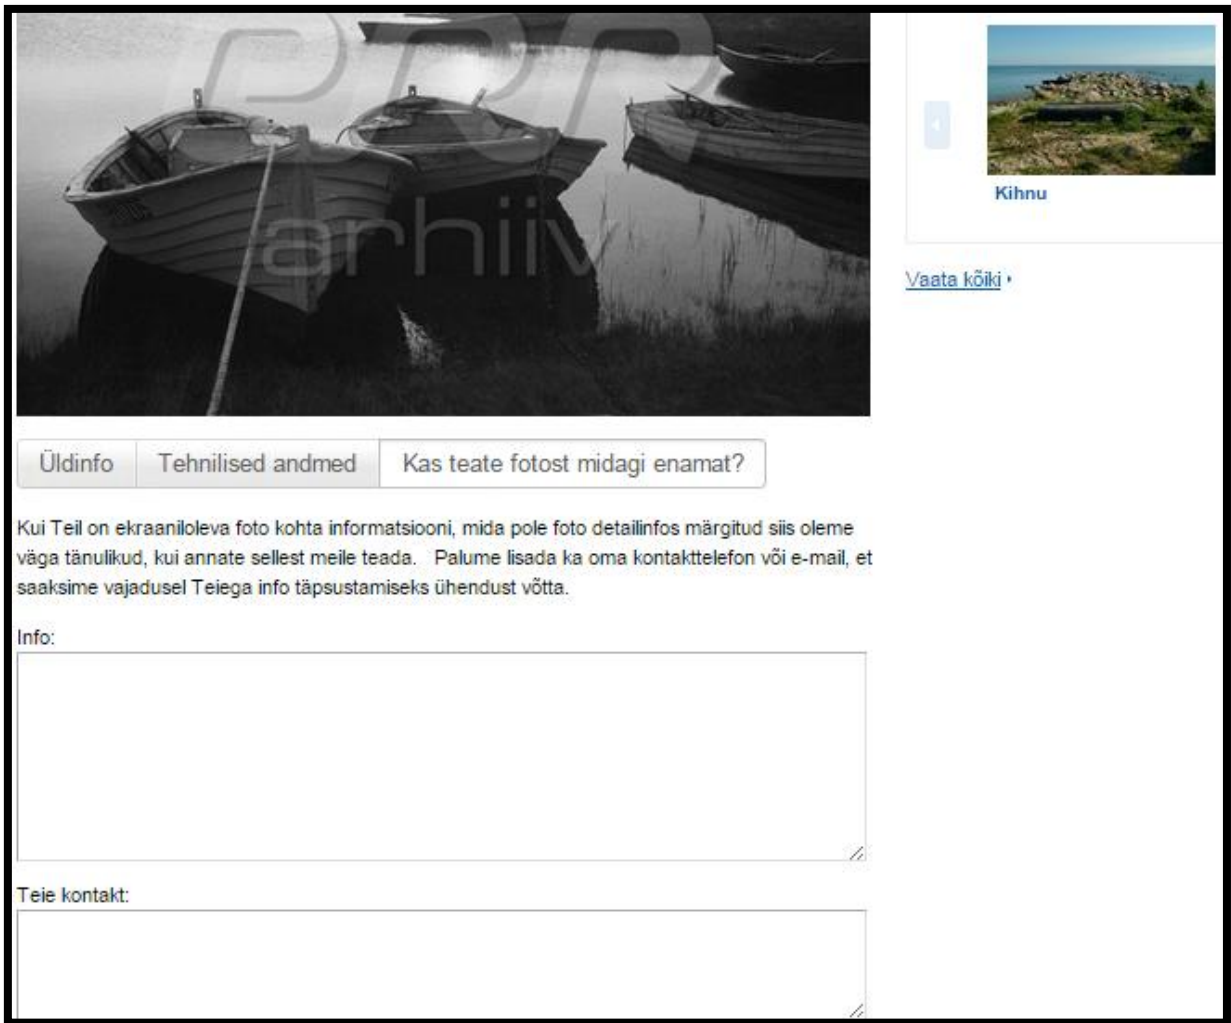 ERR
arhiiv
Kihnu
Vaata kõiki
Üldinfo
Tehnilised andmed
Kas teate fotost midagi enamat?
Kui Teil on ekraaniloleva foto kohta informatsiooni, mida pole foto detailinfos märgitud siis oleme
väga tänulikud, kui annate sellest meile teada. Palume lisada ka oma kontakttelefon või e-mail, et
saaksime vajadusel Teiega info täpsustamiseks ühendust võtta.
Info:
Teie kontakt: